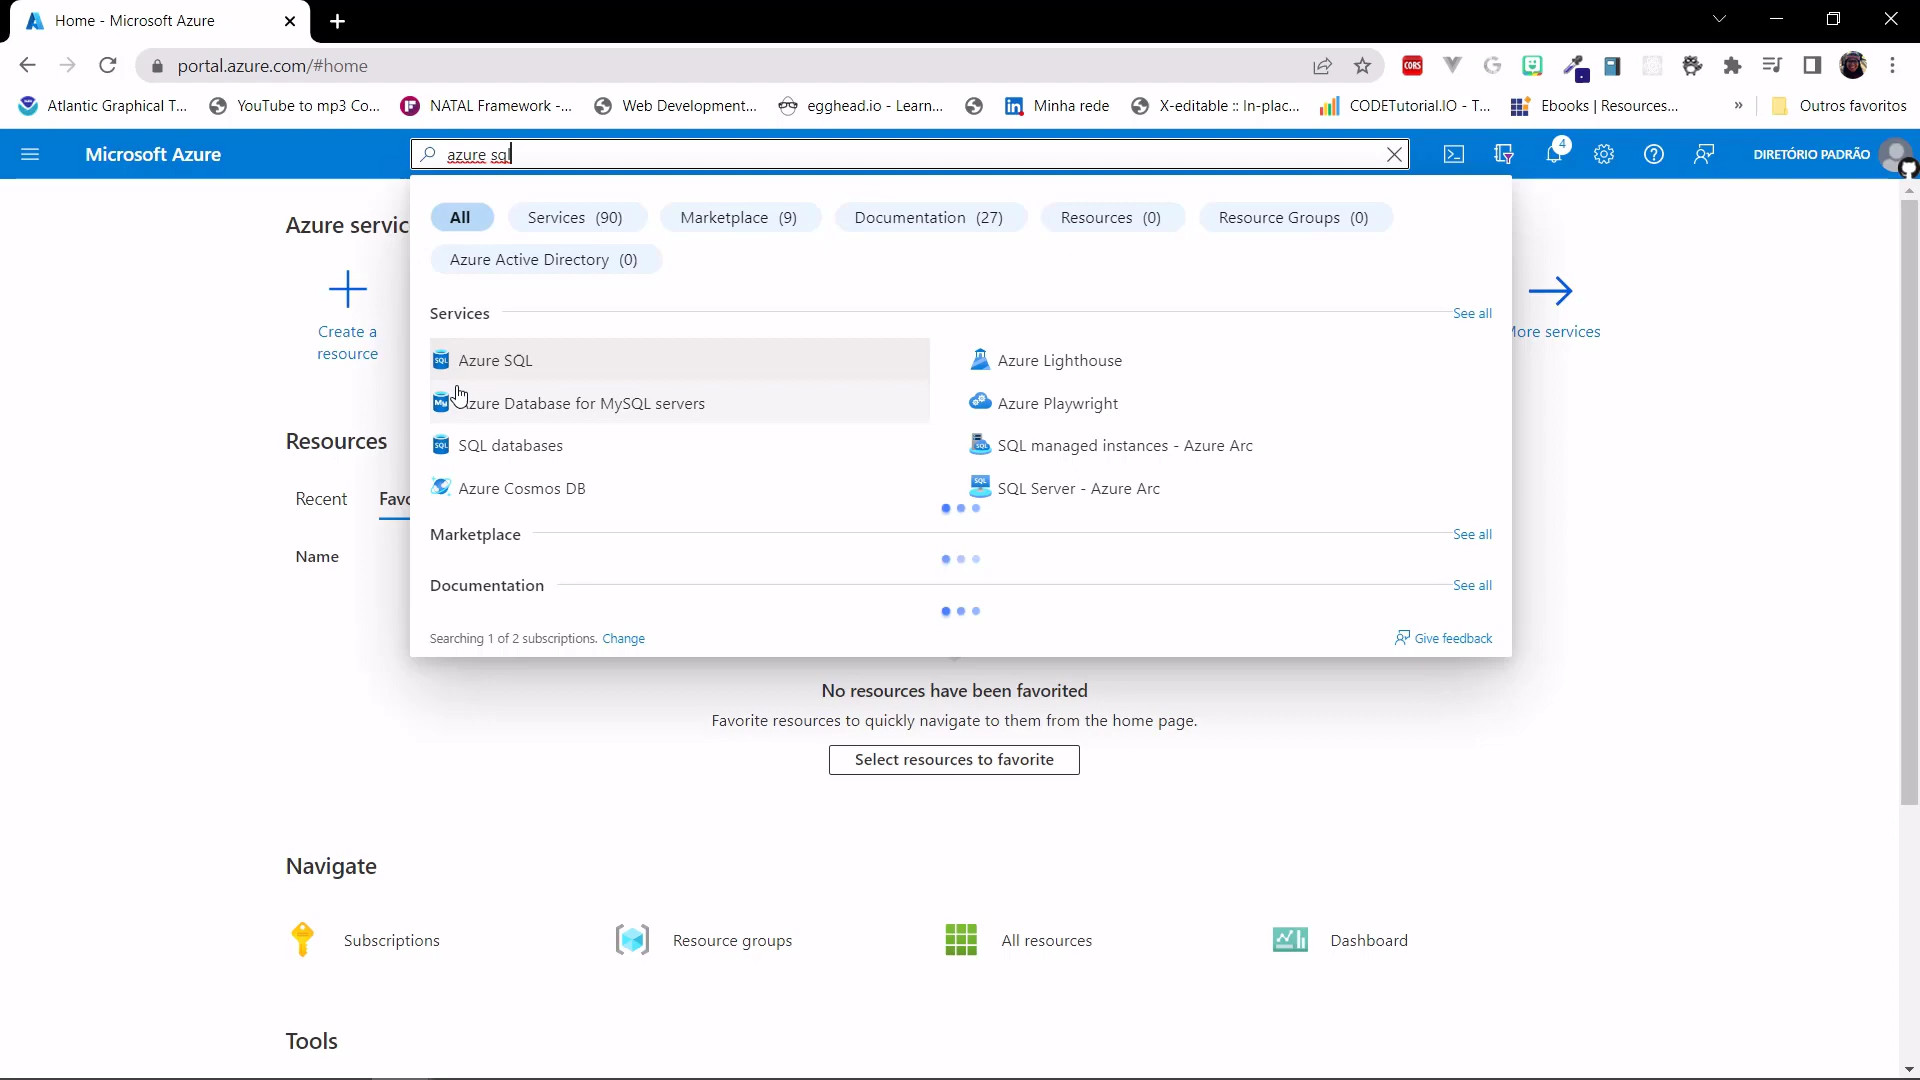 Home - Microsoft Azure
portal.azure.com/#home
CORS
Atlantic Graphical T... YouTube to mp3 Co... NATAL Framework -... Web Development... egghead.io - Learn... Minha rede X-editable :: In-plac... CODETutorial.IO - T... Ebooks | Resources... » Outros favoritos
Microsoft Azure azure sql 4 DIRETÓRIO PADRÃO
All Services (90) Marketplace (9) Documentation (27) Resources (0) Resource Groups (0)
Azure Active Directory (0)
Azure servic
Create a
resource
More services
Services See all
Azure SQL Azure Lighthouse
Azure Database for MySQL servers Azure Playwright
SQL databases SQL managed instances - Azure Arc
Azure Cosmos DB SQL Server - Azure Arc
Marketplace See all
Documentation See all
Searching 1 of 2 subscriptions. Change Give feedback
Resources
Recent Favo
Name
No resources have been favorited
Favorite resources to quickly navigate to them from the home page.
Select resources to favorite
Navigate
Subscriptions Resource groups All resources Dashboard
Tools